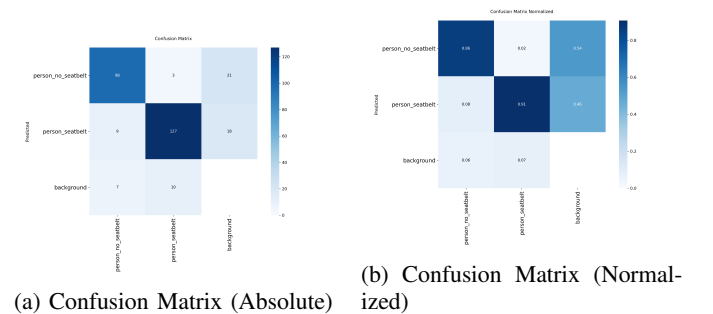 Confusion Matrix
person_no_seatbelt
person_seatbelt
background
Predicted
98 3 21
9 127 18
7 10
person_no_seatbelt
person_seatbelt
background
120
100
80
60
40
20
0
(a) Confusion Matrix (Absolute)
Confusion Matrix Normalized
person_no_seatbelt
person_seatbelt
background
Predicted
0.86 0.02 0.54
0.08 0.91 0.46
0.06 0.07
person_no_seatbelt
person_seatbelt
background
0.8
0.6
0.4
0.2
0.0
(b) Confusion Matrix (Normal-
ized)